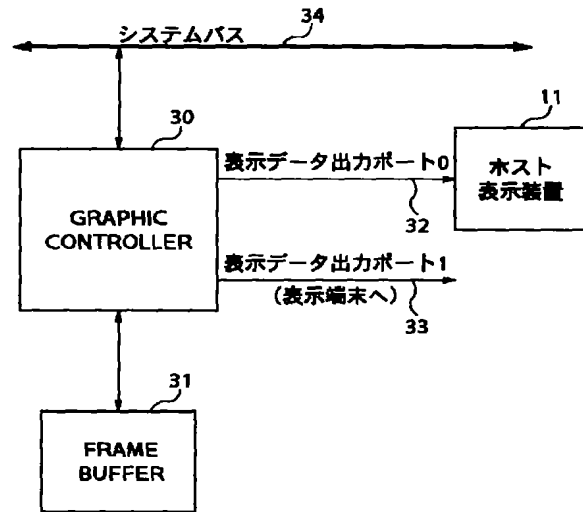 システムバス
34
30
11
表示データ出力ポート0
ホスト
表示装置
32
GRAPHIC
CONTROLLER
表示データ出力ポート1
(表示端末へ)
33
31
FRAME
BUFFER